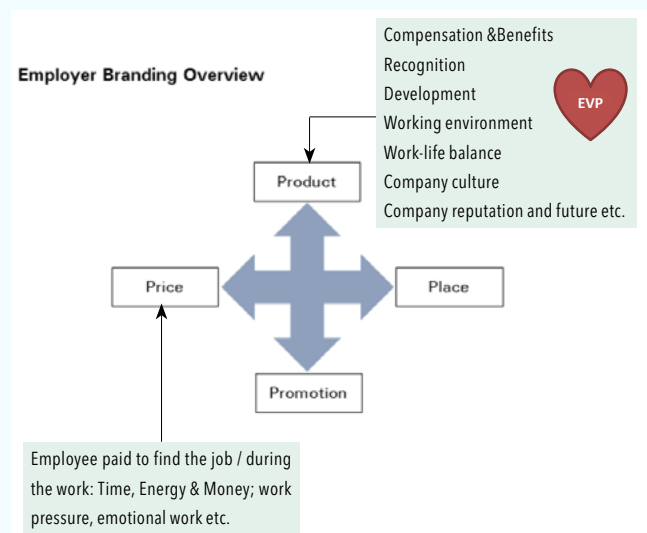 Employer Branding Overview
Compensation &Benefits
Recognition
Development
Working environment
Work-life balance
Company culture
Company reputation and future etc.
EVP
Product
Price
Place
Promotion
Employee paid to find the job / during
the work: Time, Energy & Money; work
pressure, emotional work etc.